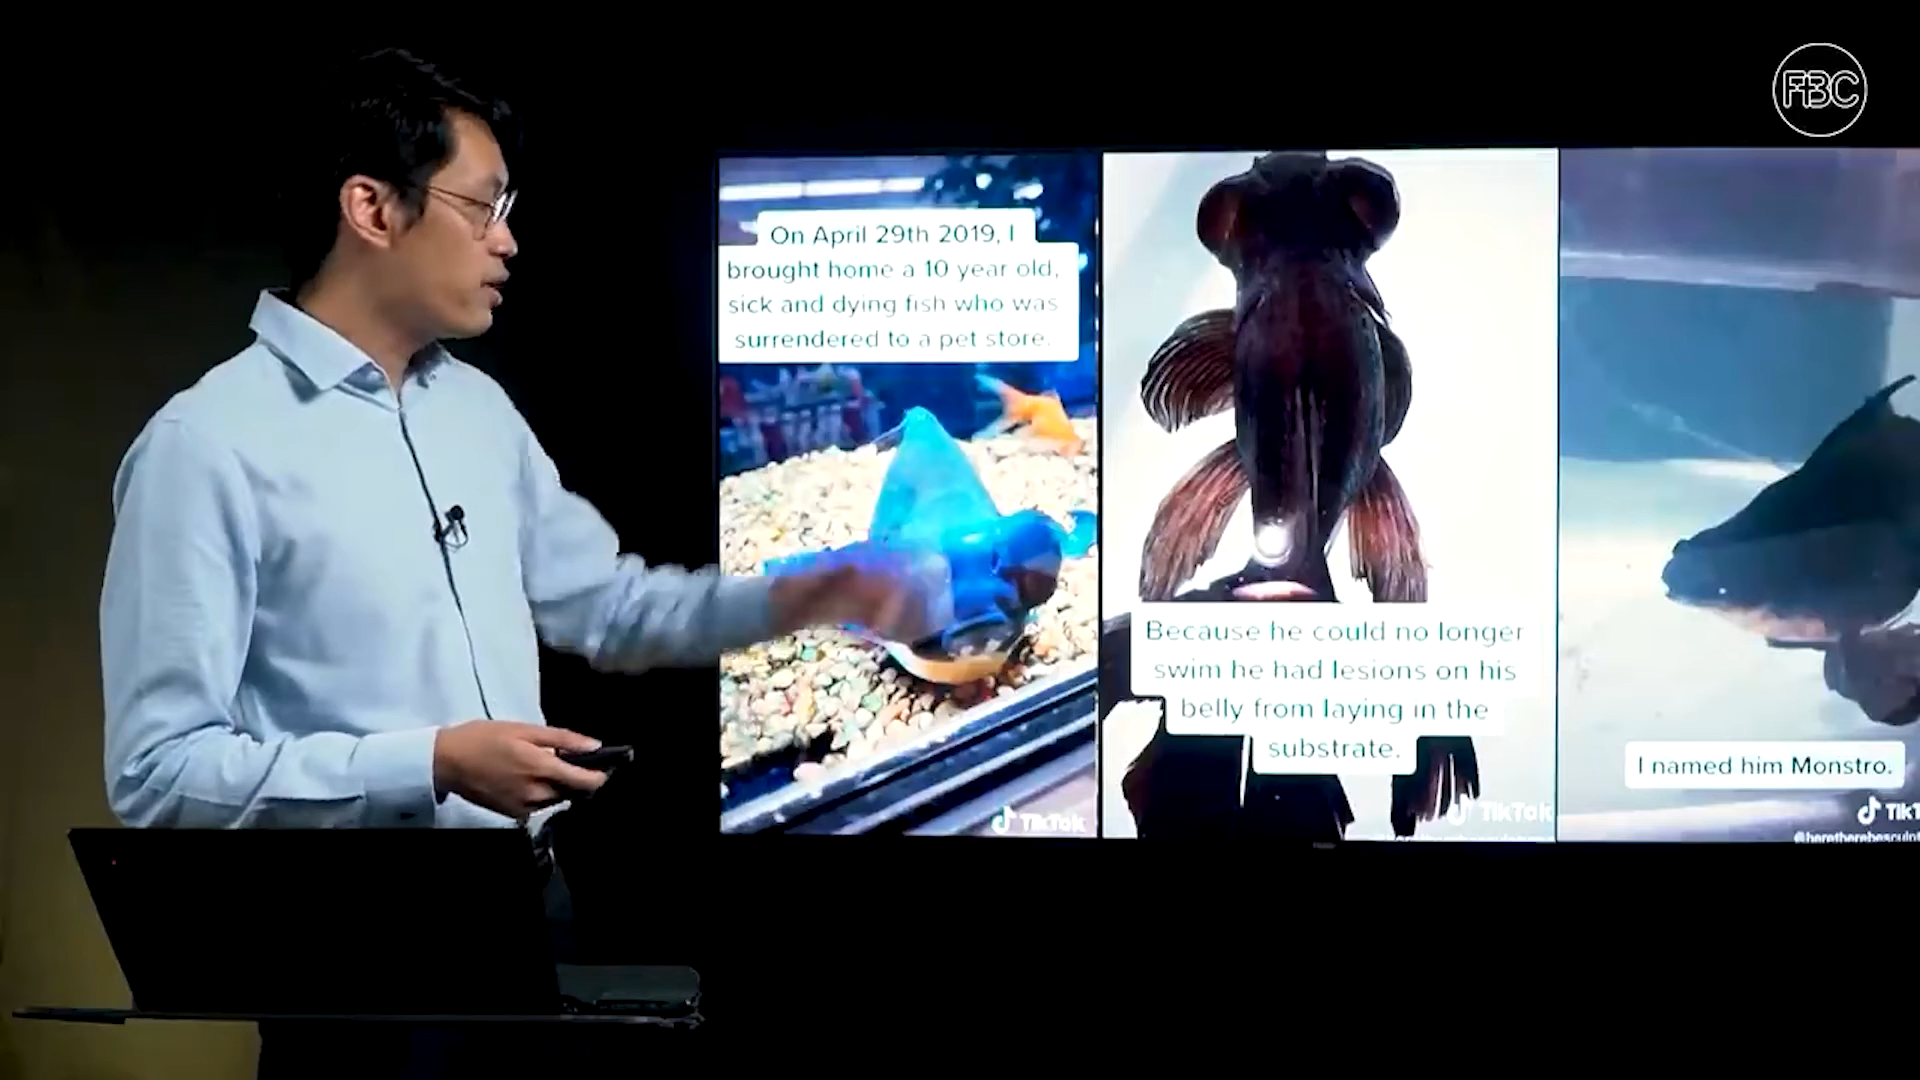 FBC
On April 29th 2019, I
brought home a 10 year old,
sick and dying fish who was
surrendered to a pet store.
TikTok
Because he could no longer
swim he had lesions on his
belly from laying in the
substrate.
TikTok
I named him Monstro.
TikT